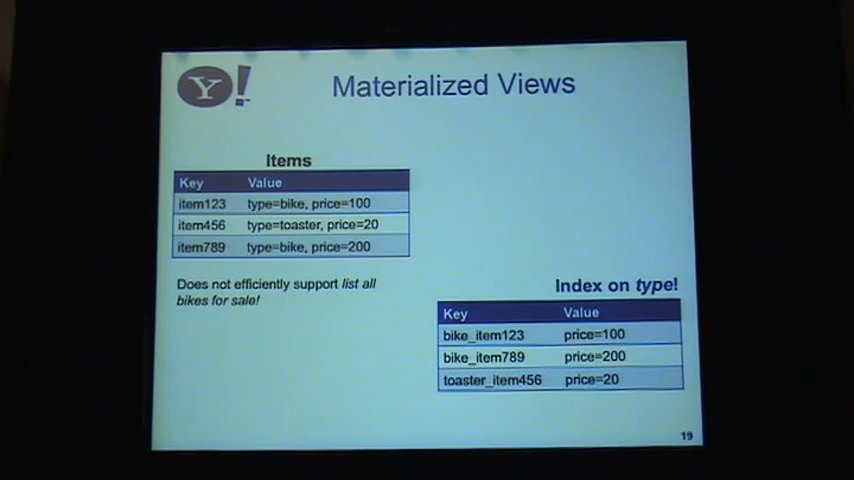 Y!
Materialized Views
Items
Key Value
item123 type=bike, price=100
item456 type=toaster, price=20
item789 type=bike, price=200
Does not efficiently support list all
bikes for sale!
Index on type!
Key Value
bike_item123 price=100
bike_item789 price=200
toaster_item456 price=20
19